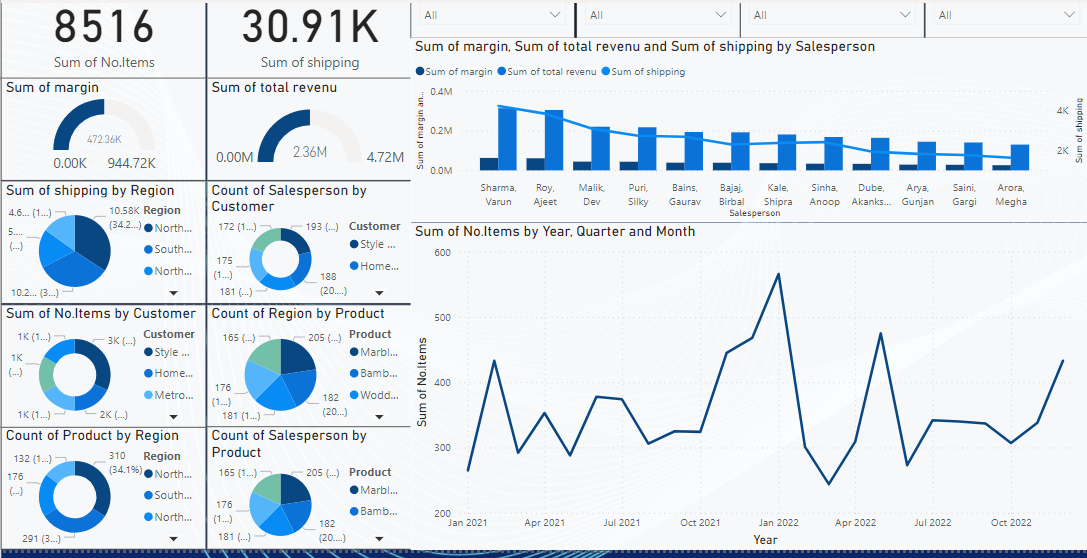 8516
Sum of No.Items
30.91K
Sum of shipping
All
All
All
All
Sum of margin
472.36K
0.00K
944.72K
Sum of total revenu
2.36M
0.00M
4.72M
Sum of margin, Sum of total revenu and Sum of shipping by Salesperson
Sum of margin
Sum of total revenu
Sum of shipping
Sum of margin an...
0.4M
0.2M
0.0M
4K
2K
Sum of shipping
Sharma, Varun
Roy, Ajeet
Malik, Dev
Puri, Silky
Bains, Gaurav
Bajaj, Birbal
Kale, Shipra
Sinha, Anoop
Dube, Akanks...
Arya, Gunjan
Saini, Gargi
Arora, Megha
Salesperson
Sum of shipping by Region
4.6... (1...)
5....
(...)
10.2... (3...)
10.58K
(34.2...)
Region
North...
South...
North...
Count of Salesperson by
Customer
172 (...)
175
(1...)
181 (...)
193 (...)
188
(20....)
Customer
Style ...
Home...
Sum of No.Items by Customer
1K (1...)
1K
(...)
1K (1...)
3K (...)
2K (...)
Customer
Style ...
Home...
Metro...
Count of Region by Product
165 (...)
176
(1...)
181 (1...)
205 (...)
182
(20....)
Product
Marbl...
Bamb...
Wodd...
Count of Product by Region
132 (1...)
176
(...)
291 (3...)
310
(34.1%)
Region
North...
South...
North...
Count of Salesperson by
Product
165 (1...)
176
(1...)
181 (...)
205 (...)
182
(20....)
Product
Marbl...
Bamb...
Sum of No.Items by Year, Quarter and Month
Sum of No.Items
600
500
400
300
200
Jan 2021
Apr 2021
Jul 2021
Oct 2021
Jan 2022
Apr 2022
Jul 2022
Oct 2022
Year